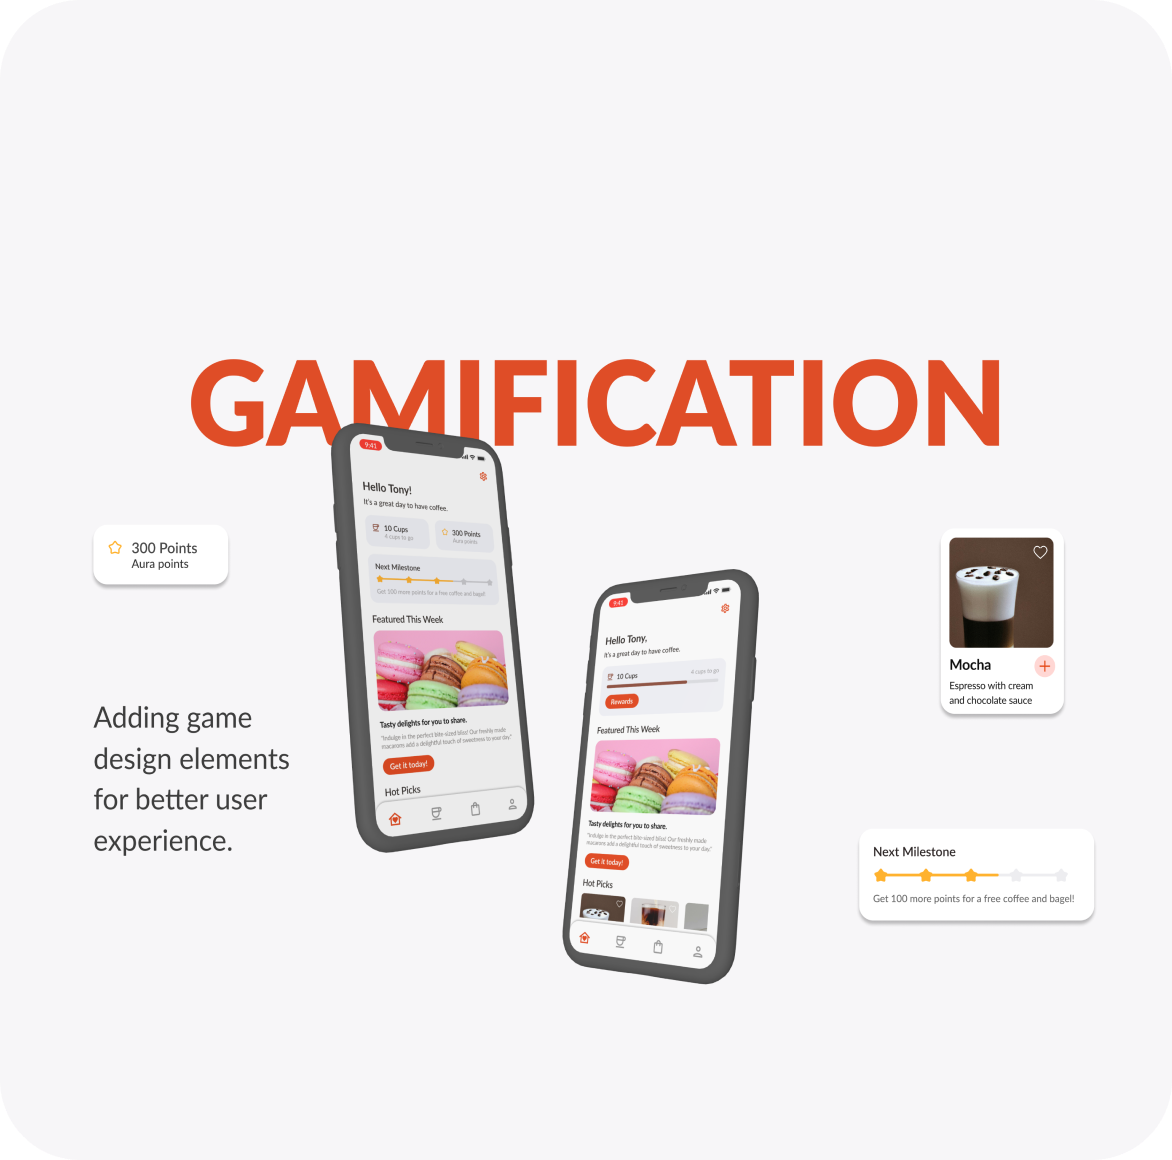 GAMIFICATION
300 Points
Aura points
Adding game
design elements
for better user
experience.
9:41
Hello Tony!
It's a great day to have coffee.
10 Cups
4 cups to go
300 Points
Aura points
Next Milestone
Get 100 more points for a free coffee and bagel!
Featured This Week
Tasty delights for you to share.
"Indulge in the perfect bite-sized bliss! Our freshly made
macarons add a delightful touch of sweetness to your day."
Get it today!
Hot Picks
9:41
Hello Tony,
It's a great day to have coffee.
10 Cups
4 cups to go
Rewards
Featured This Week
Tasty delights for you to share.
"Indulge in the perfect bite-sized bliss! Our freshly made
macarons add a delightful touch of sweetness to your day."
Get it today!
Hot Picks
Mocha
Espresso with cream
and chocolate sauce
Next Milestone
Get 100 more points for a free coffee and bagel!